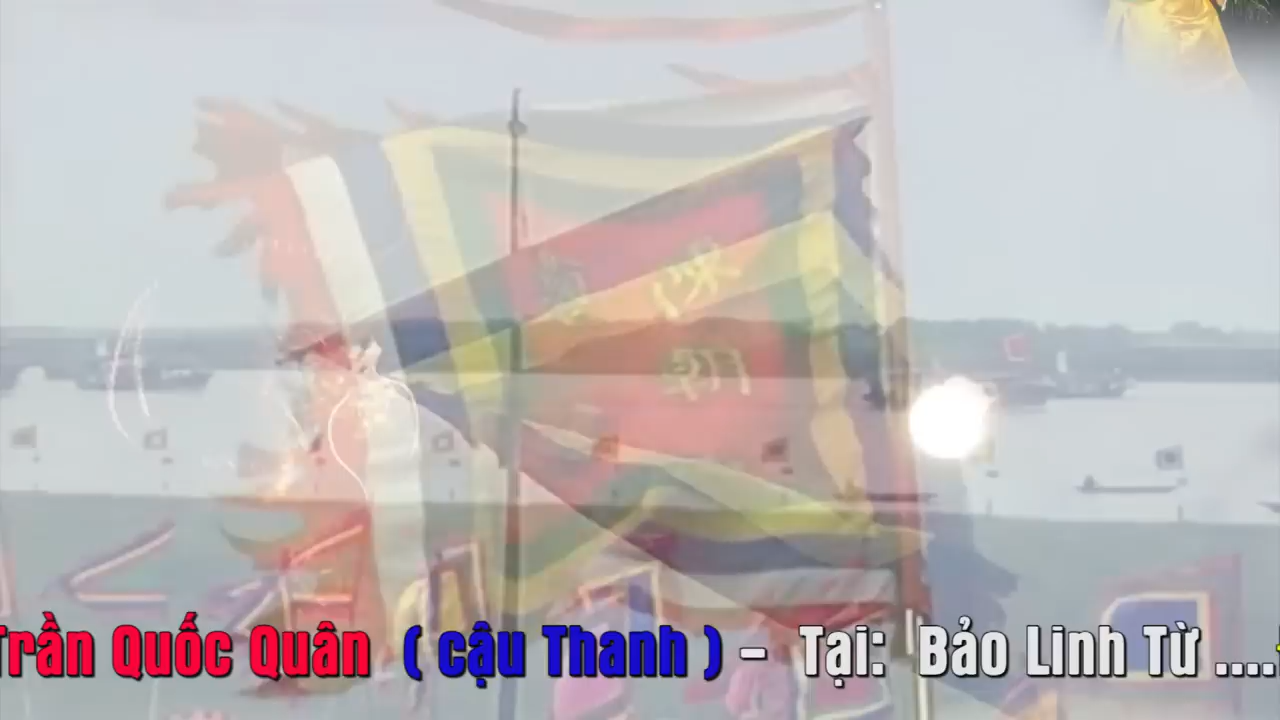 Trần Quốc Quân ( cậu Thanh ) – Tại: Bảo Linh Từ ....